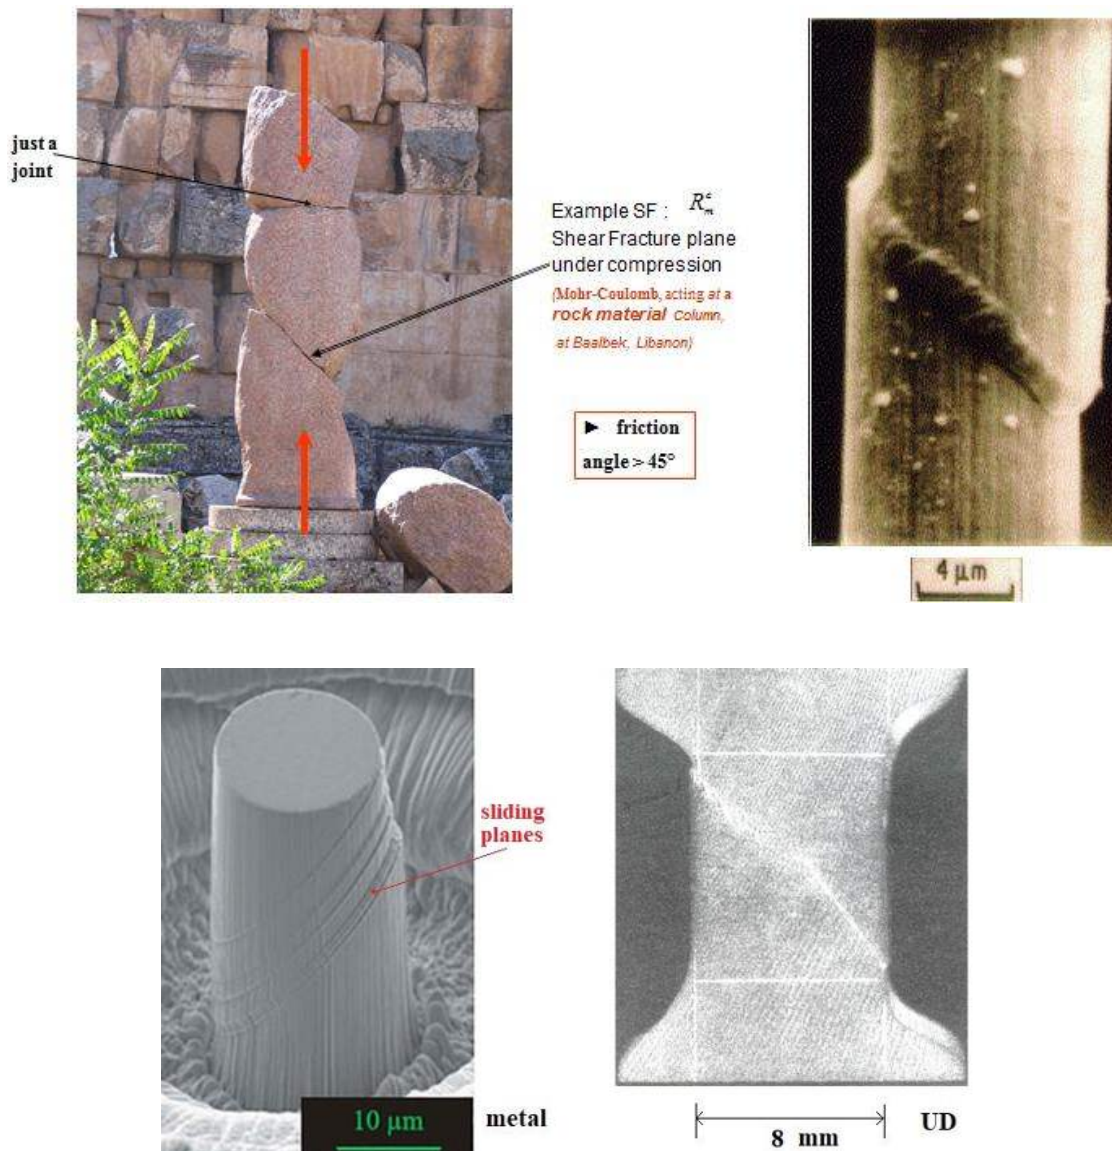 just a
joint
Example SF : R_m^c
Shear Fracture plane
under compression
(Mohr-Coulomb, acting at a
rock material Column,
at Baalbek, Libanon)
► friction
angle > 45°
4 μm
sliding
planes
10 μm
metal
8 mm
UD